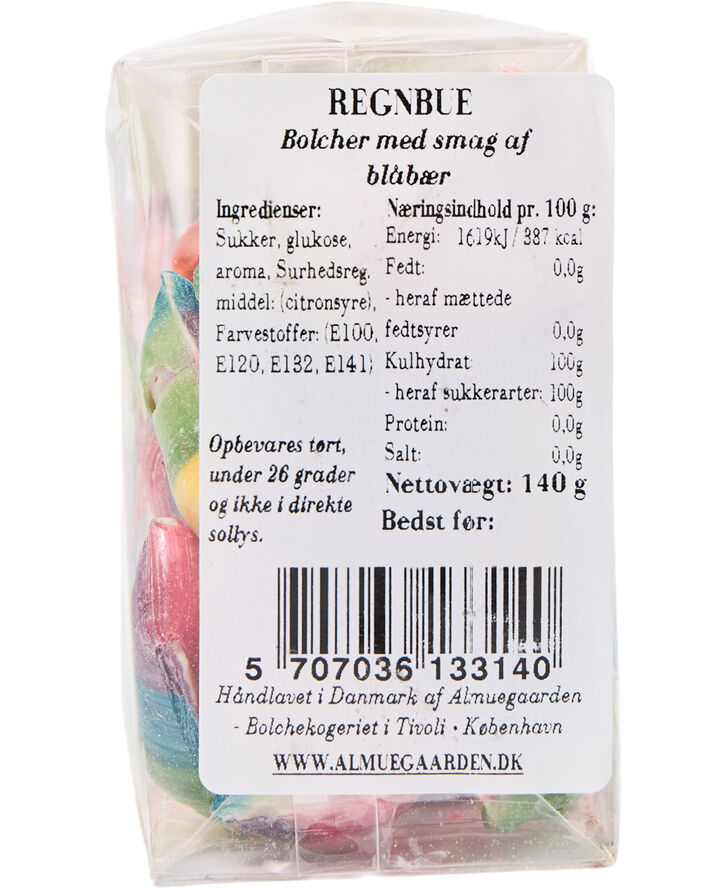 REGNBUE
Bolcher med smag af
blåbær
Ingredienser:
Sukker, glukose,
aroma, Surhedsreg.
middel: (citronsyre),
Farvestoffer: (E100,
E120, E132, E141)
Opbevares tørt,
under 26 grader
og ikke i direkte
sollys.
Næringsindhold pr. 100 g:
Energi: 1619kJ / 387 kcal
Fedt: 0,0g
- heraf mættede
fedtsyrer 0,0g
Kulhydrat: 100g
- heraf sukkerarter: 100g
Protein: 0,0g
Salt: 0,0g
Nettovægt: 140 g
Bedst før:
5 707036 133140
Håndlavet i Danmark af Almuegaarden
- Bolchekogeriet i Tivoli • København
WWW.ALMUEGAARDEN.DK